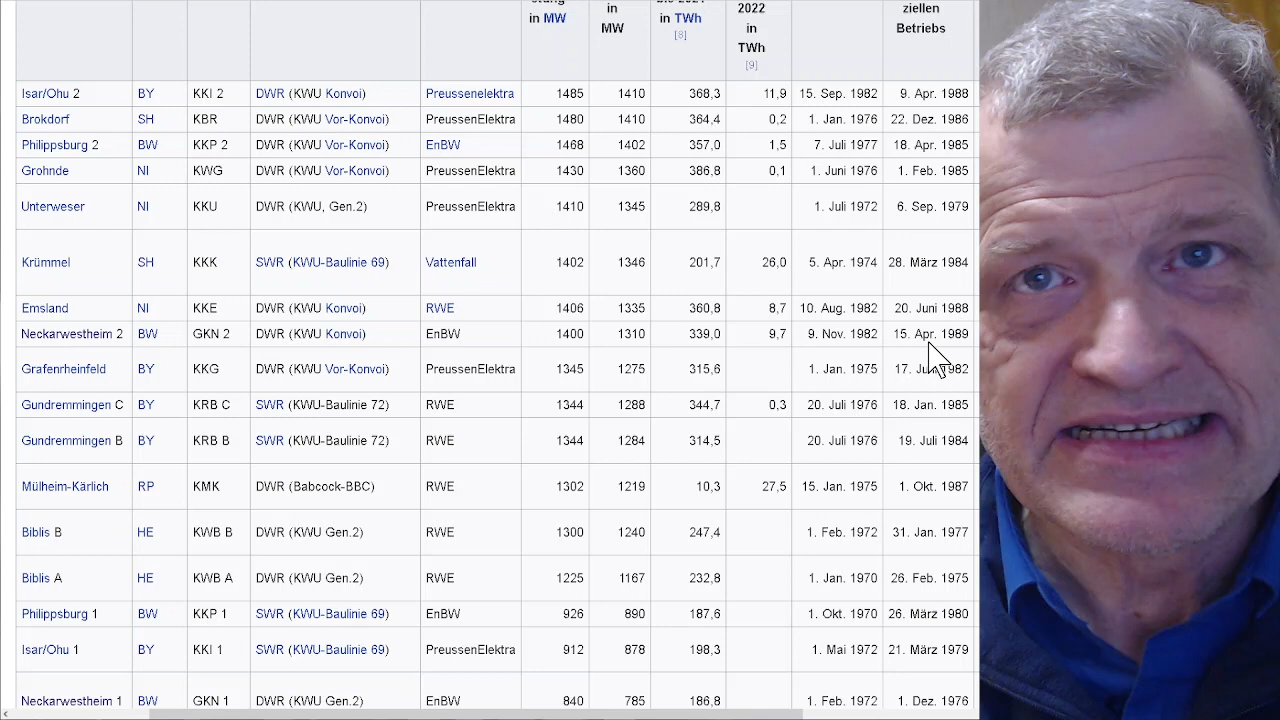 stung in ziellen
bis 2021 2022
in MW in MW in TWh [8] in TWh [9] Betriebs
Isar/Ohu 2 BY KKI 2 DWR (KWU Konvoi) Preussenelektra 1485 1410 368,3 11,9 15. Sep. 1982 9. Apr. 1988
Brokdorf SH KBR DWR (KWU Vor-Konvoi) PreussenElektra 1480 1410 364,4 0,2 1. Jan. 1976 22. Dez. 1986
Philippsburg 2 BW KKP 2 DWR (KWU Vor-Konvoi) EnBW 1468 1402 357,0 1,5 7. Juli 1977 18. Apr. 1985
Grohnde NI KWG DWR (KWU Vor-Konvoi) PreussenElektra 1430 1360 386,8 0,1 1. Juni 1976 1. Feb. 1985
Unterweser NI KKU DWR (KWU, Gen.2) PreussenElektra 1410 1345 289,8 1. Juli 1972 6. Sep. 1979
Krümmel SH KKK SWR (KWU-Baulinie 69) Vattenfall 1402 1346 201,7 26,0 5. Apr. 1974 28. März 1984
Emsland NI KKE DWR (KWU Konvoi) RWE 1406 1335 360,8 8,7 10. Aug. 1982 20. Juni 1988
Neckarwestheim 2 BW GKN 2 DWR (KWU Konvoi) EnBW 1400 1310 339,0 9,7 9. Nov. 1982 15. Apr. 1989
Grafenrheinfeld BY KKG DWR (KWU Vor-Konvoi) PreussenElektra 1345 1275 315,6 1. Jan. 1975 17. 1982
Gundremmingen C BY KRB C SWR (KWU-Baulinie 72) RWE 1344 1288 344,7 0,3 20. Juli 1976 18. Jan. 1985
Gundremmingen B BY KRB B SWR (KWU-Baulinie 72) RWE 1344 1284 314,5 20. Juli 1976 19. Juli 1984
Mülheim-Kärlich RP KMK DWR (Babcock-BBC) RWE 1302 1219 10,3 27,5 15. Jan. 1975 1. Okt. 1987
Biblis B HE KWB B DWR (KWU Gen.2) RWE 1300 1240 247,4 1. Feb. 1972 31. Jan. 1977
Biblis A HE KWB A DWR (KWU Gen.2) RWE 1225 1167 232,8 1. Jan. 1970 26. Feb. 1975
Philippsburg 1 BW KKP 1 SWR (KWU-Baulinie 69) EnBW 926 890 187,6 1. Okt. 1970 26. März 1980
Isar/Ohu 1 BY KKI 1 SWR (KWU-Baulinie 69) PreussenElektra 912 878 198,3 1. Mai 1972 21. März 1979
Neckarwestheim 1 BW GKN 1 DWR (KWU Gen.2) EnBW 840 785 186,8 1. Feb. 1972 1. Dez. 1976